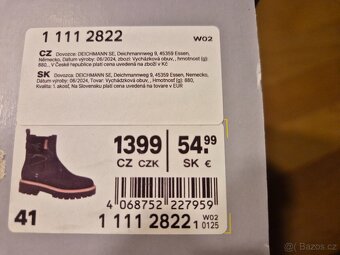 1 111 2822
W02
CZ Dovozce: DEICHMANN SE, Deichmannweg 9, 45359 Essen,
Německo, Datum výroby: 08/2024, zboží: Vycházková obuv, , hmotnost (g):
880, , V České republice platí cena uvedená na zboží v Kč
SK Dovozca: DEICHMANN SE, Deichmannweg 9, 45359 Essen, Nemecko,
Dátum výroby: 08/2024, Tovar: Vychádzková obuv, , Hmotnosť (g): 880,
Kvalita: I. akosť, Na Slovensku platí cena uvedená na tovare v EUR
1399 54.99
CZ CZK SK €
4 068752 227959
41
1 111 2822 1
W02
0125
bazoš.cz